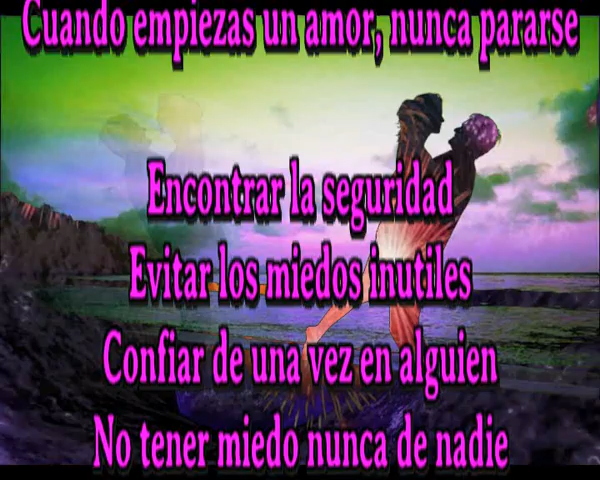 Cuando empiezas un amor, nunca pararse
Encontrar la seguridad
Evitar los miedos inutiles
Confiar de una vez en alguien
No tener miedo nunca de nadie